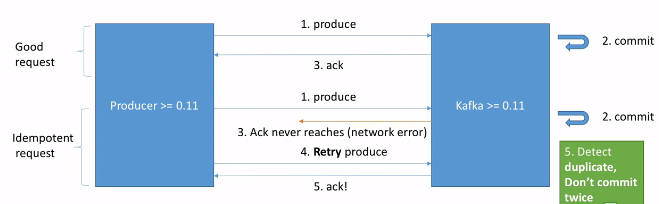 1. produce
Good
request
2. commit
3. ack
Producer >= 0.11
Kafka >= 0.11
1. produce
2. commit
3. Ack never reaches (network error)
Idempotent
request
4. Retry produce
5. ack!
5. Detect
duplicate,
Don't commit
twice